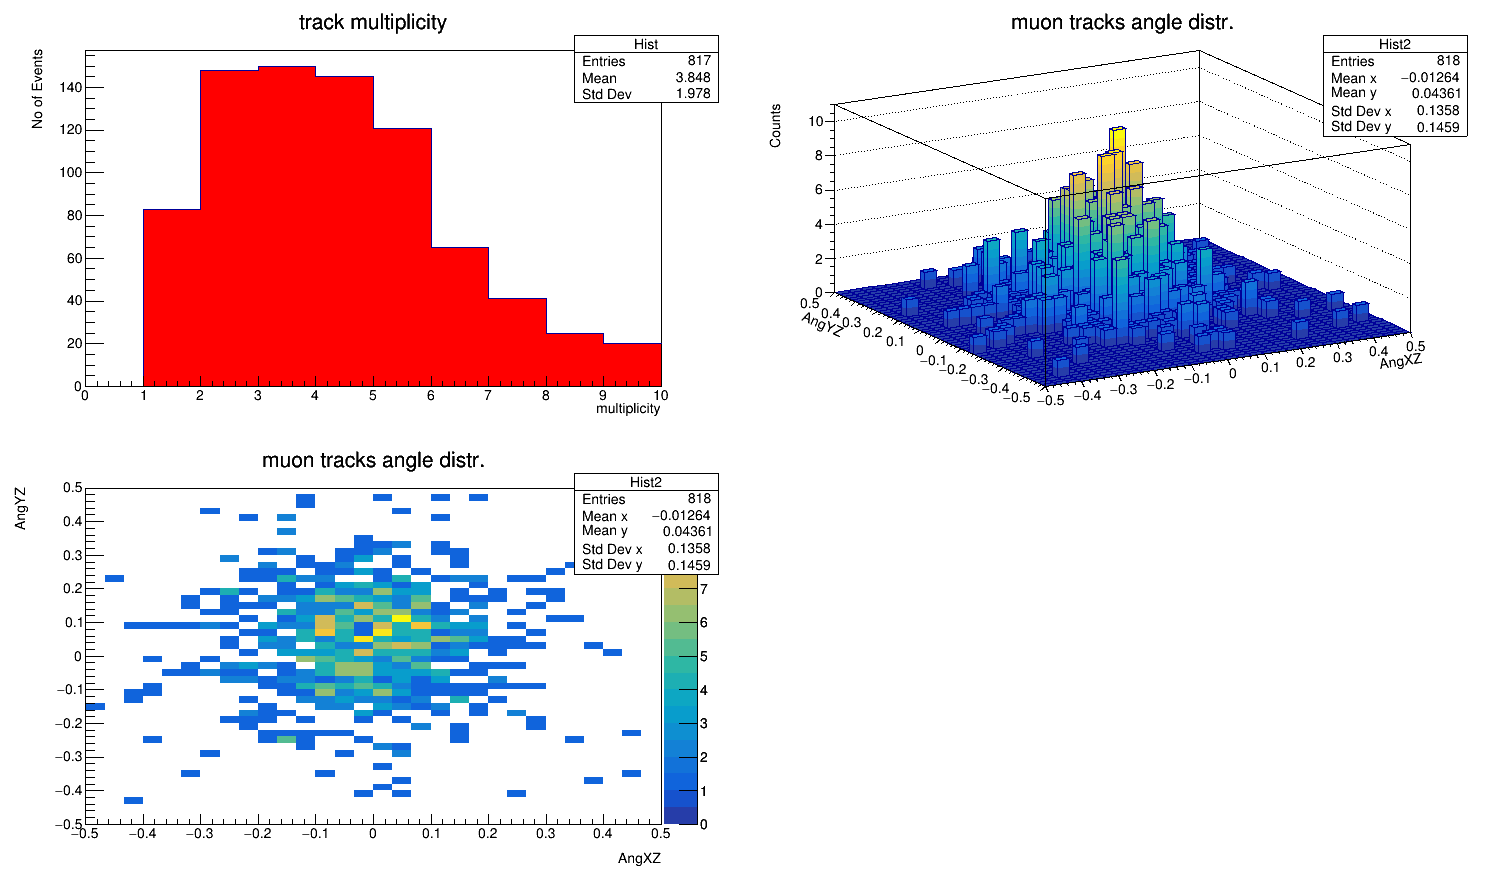 track multiplicity
No of Events
Hist
Entries 817
Mean 3.848
Std Dev 1.978
140
120
100
80
60
40
20
0
0 1 2 3 4 5 6 7 8 9 10
multiplicity
muon tracks angle distr.
Counts
Hist2
Entries 818
Mean x −0.01264
Mean y 0.04361
Std Dev x 0.1358
Std Dev y 0.1459
10
8
6
4
2
0
0.5 0.4 0.3 0.2 0.1 0 −0.1 −0.2 −0.3 −0.4 −0.5
AngYZ
−0.5 −0.4 −0.3 −0.2 −0.1 0 0.1 0.2 0.3 0.4 0.5
AngXZ
muon tracks angle distr.
AngYZ
Hist2
Entries 818
Mean x −0.01264
Mean y 0.04361
Std Dev x 0.1358
Std Dev y 0.1459
0.5
0.4
0.3
0.2
0.1
0
−0.1
−0.2
−0.3
−0.4
−0.5
−0.5 −0.4 −0.3 −0.2 −0.1 0 0.1 0.2 0.3 0.4 0.5
AngXZ
7
6
5
4
3
2
1
0